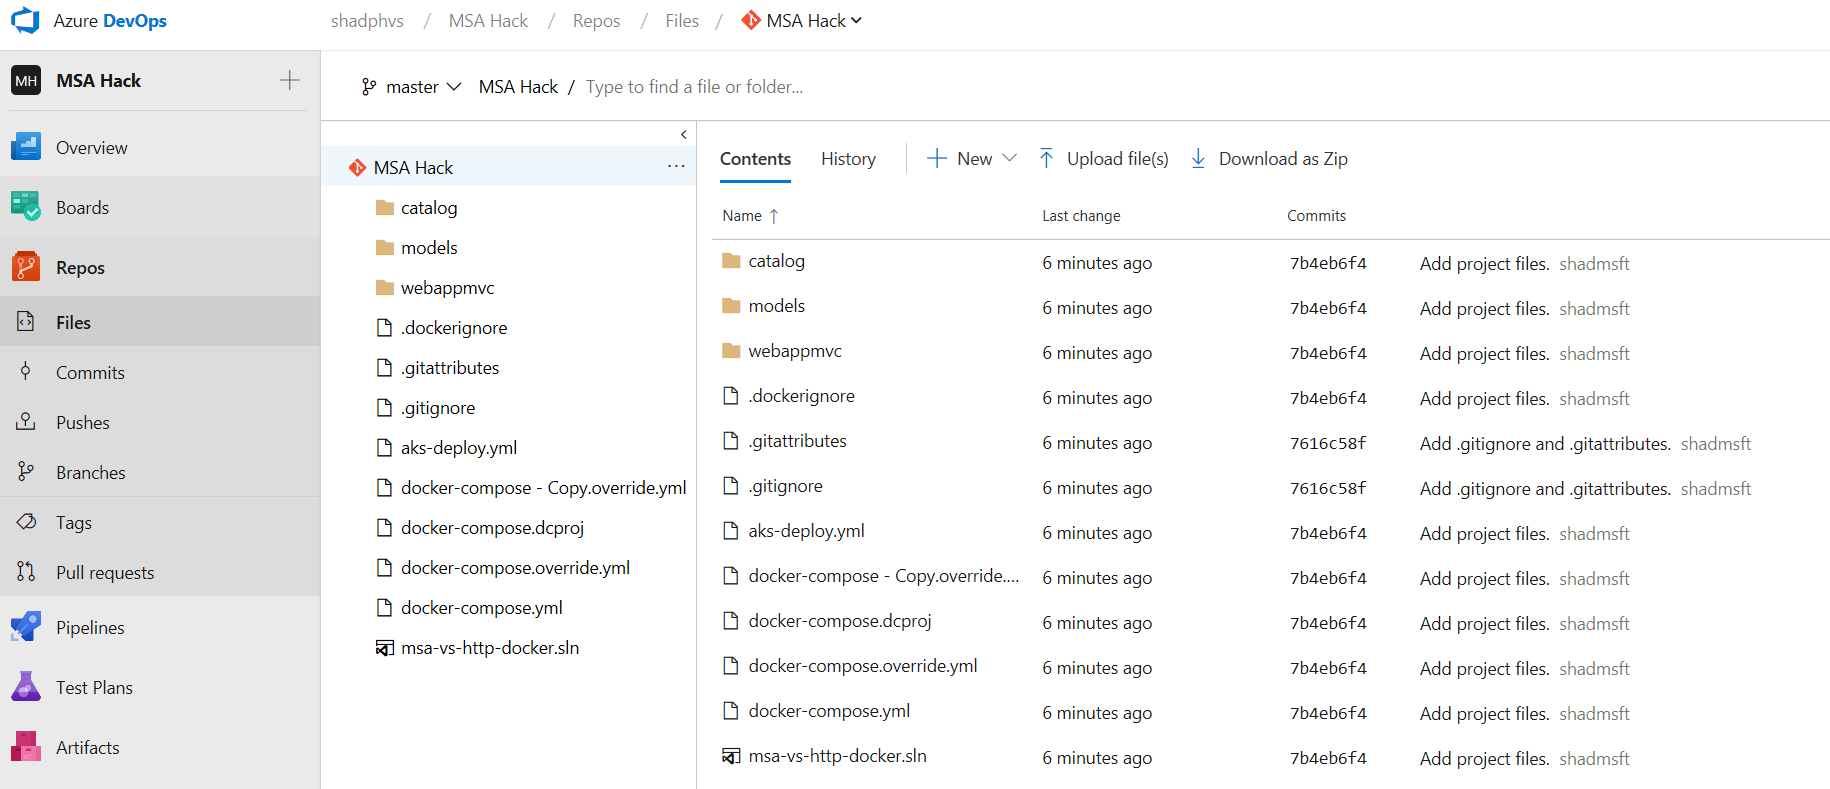 Azure DevOps
shadphvs / MSA Hack / Repos / Files / MSA Hack
MH MSA Hack
Overview
Boards
Repos
Files
Commits
Pushes
Branches
Tags
Pull requests
Pipelines
Test Plans
Artifacts
master MSA Hack / Type to find a file or folder...
MSA Hack ...
catalog
models
webappmvc
.dockerignore
.gitattributes
.gitignore
aks-deploy.yml
docker-compose - Copy.override.yml
docker-compose.dcproj
docker-compose.override.yml
docker-compose.yml
msa-vs-http-docker.sln
Contents History New Upload file(s) Download as Zip
Name ↑ Last change Commits
catalog 6 minutes ago 7b4eb6f4 Add project files. shadmsft
models 6 minutes ago 7b4eb6f4 Add project files. shadmsft
webappmvc 6 minutes ago 7b4eb6f4 Add project files. shadmsft
.dockerignore 6 minutes ago 7b4eb6f4 Add project files. shadmsft
.gitattributes 6 minutes ago 7616c58f Add .gitignore and .gitattributes. shadmsft
.gitignore 6 minutes ago 7616c58f Add .gitignore and .gitattributes. shadmsft
aks-deploy.yml 6 minutes ago 7b4eb6f4 Add project files. shadmsft
docker-compose - Copy.override.... 6 minutes ago 7b4eb6f4 Add project files. shadmsft
docker-compose.dcproj 6 minutes ago 7b4eb6f4 Add project files. shadmsft
docker-compose.override.yml 6 minutes ago 7b4eb6f4 Add project files. shadmsft
docker-compose.yml 6 minutes ago 7b4eb6f4 Add project files. shadmsft
msa-vs-http-docker.sln 6 minutes ago 7b4eb6f4 Add project files. shadmsft